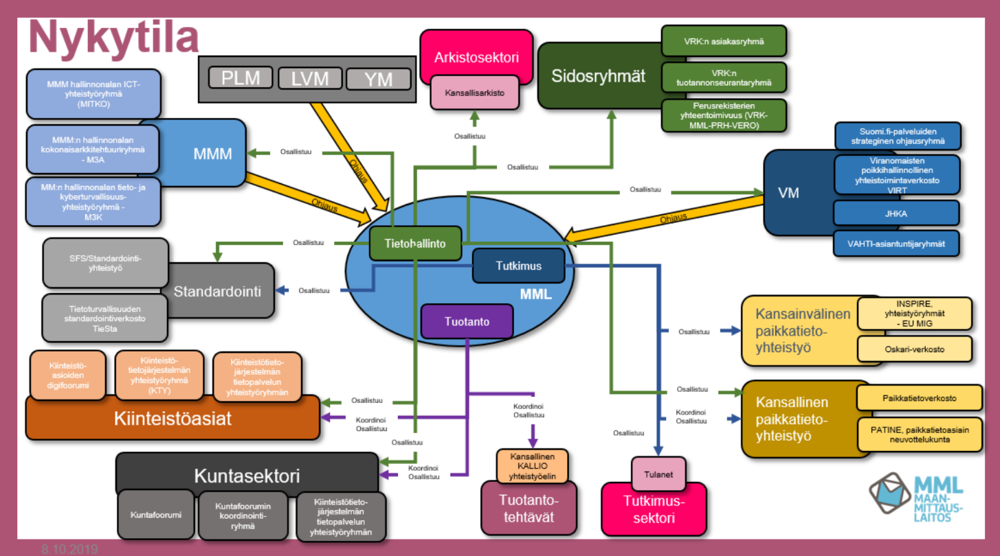 Nykytila
PLM
LVM
YM
Arkistosektori
Kansallisarkisto
Sidosryhmät
VRK:n asiakasryhmä
VRK:n
tuotannonseurantaryhmä
Perusrekisterien
yhteentoimivuus (VRK-
MML-PRH-VERO)
MMM hallinnonalan ICT-
yhteistyöryhmä
(MITKO)
MMM:n hallinnonalan
kokonaisarkkitehtuuriryhmä
- M3A
MM:n hallinnonalan tieto- ja
kyberturvallisuus-
yhteistyöryhmä -
M3K
MMM
Osallistuu
Ohjaus
Ohjaus
Osallistuu
Osallistuu
Osallistuu
Ohjaus
VM
Suomi.fi-palveluiden
strateginen ohjausryhmä
Viranomaisten
poikkihallinnollinen
yhteistoimintaverkosto
VIRT
JHKA
VAHTI-asiantuntijaryhmät
Tietohallinto
Tutkimus
MML
Tuotanto
Osallistuu
Osallistuu
SFS/Standardointi-
yhteistyö
Standardointi
Tietoturvallisuuden
standardointiverkosto
TieSta
Kansainvälinen
paikkatieto-
yhteistyö
INSPIRE,
yhteistyöryhmät
- EU MIG
Oskari-verkosto
Osallistuu
Kiinteistö-
asioiden
digifoorumi
Kiinteistö-
tietojärjestelmän
yhteistyöryhmä
(KTY)
Kiinteistötieto-
järjestelmän
tietopalvelun
yhteistyöryhmän
Kiinteistöasiat
Osallistuu
Koordinoi
Osallistuu
Osallistuu
Koordinoi
Osallistuu
Koordinoi
Osallistuu
Osallistuu
Osallistuu
Koordinoi
Osallistuu
Kansallinen
paikkatieto-
yhteistyö
Paikkatietoverkosto
PATINE, paikkatietoasiain
neuvottelukunta
Kuntasektori
Kuntafoorumi
Kuntafoorumin
koordinointi-
ryhmä
Kiinteistötieto-
järjestelmän
tietopalvelun
yhteistyöryhmän
Kansallinen
KALLIO
yhteistyöelin
Tuotanto-
tehtävät
Tulanet
Tutkimus-
sektori
MML
MAAN-
MITTAUS-
LAITOS
8.10.2019